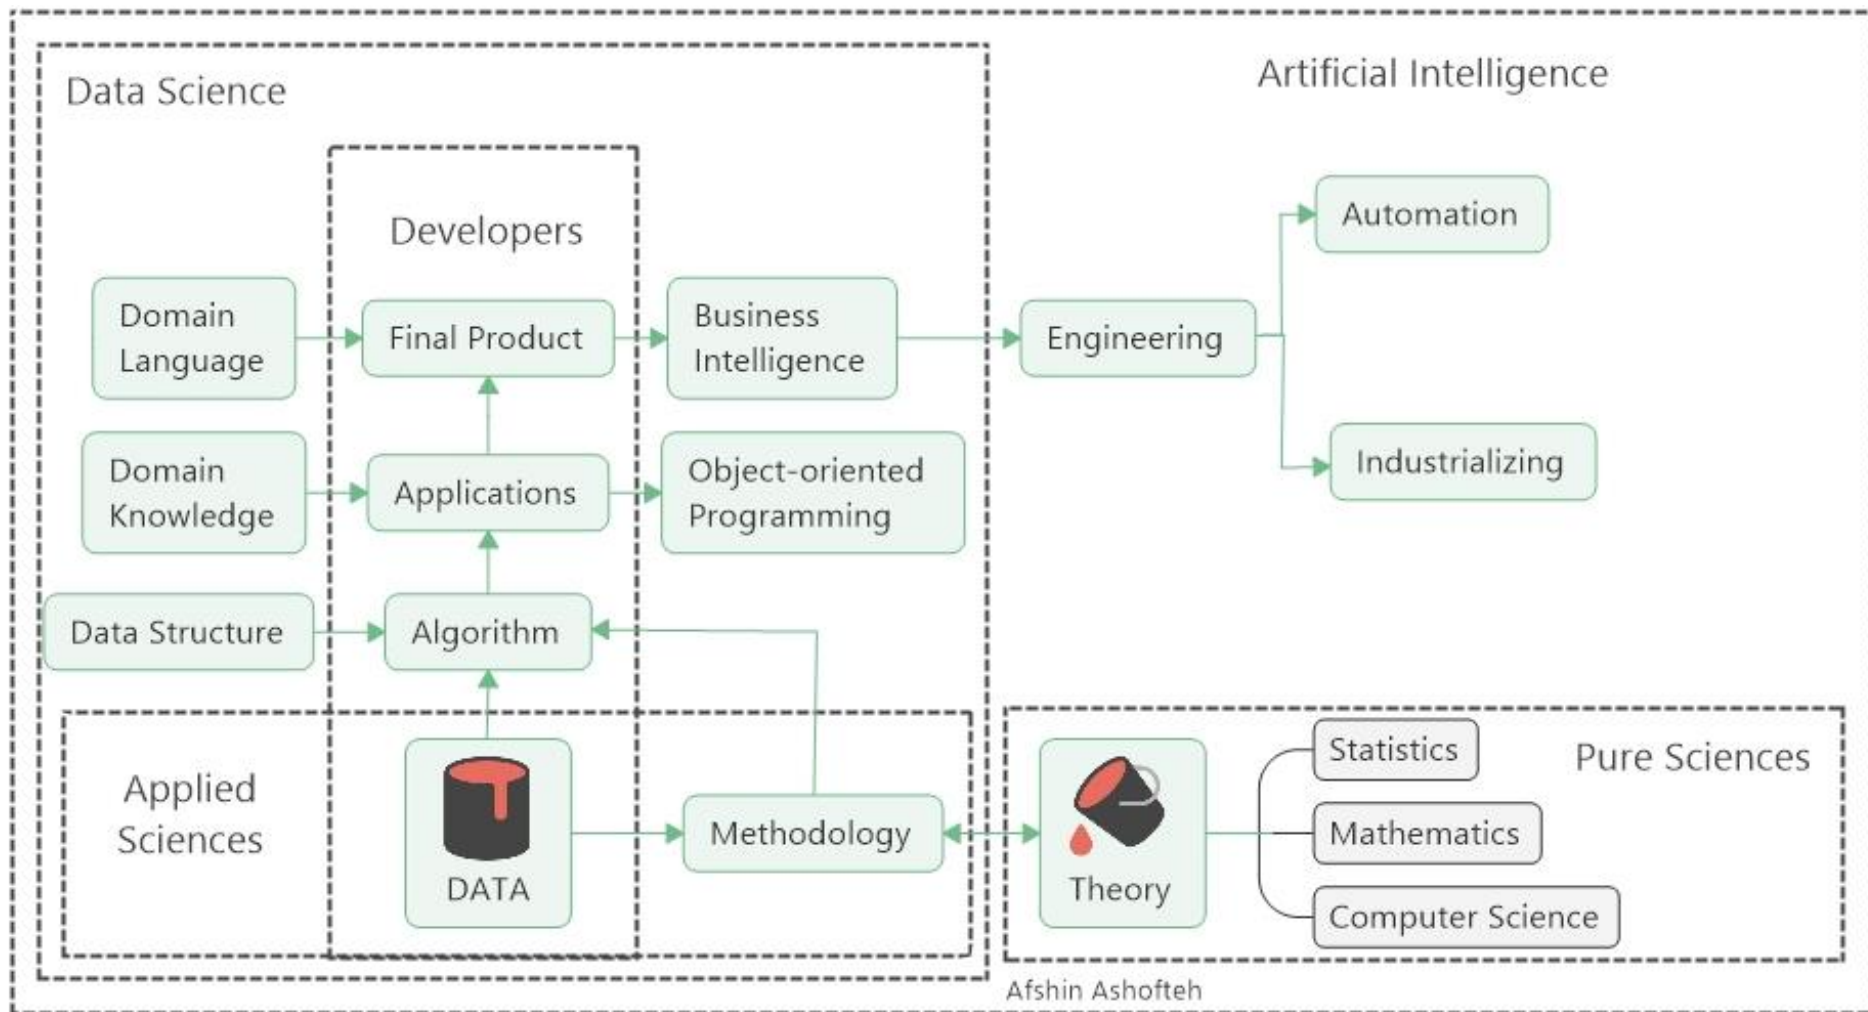 Artificial Intelligence
Data Science
Developers
Automation
Domain
Language
Final Product
Business
Intelligence
Engineering
Domain
Knowledge
Applications
Object-oriented
Programming
Industrializing
Data Structure
Algorithm
Applied
Sciences
DATA
Methodology
Theory
Statistics
Pure Sciences
Mathematics
Computer Science
Afshin Ashofteh